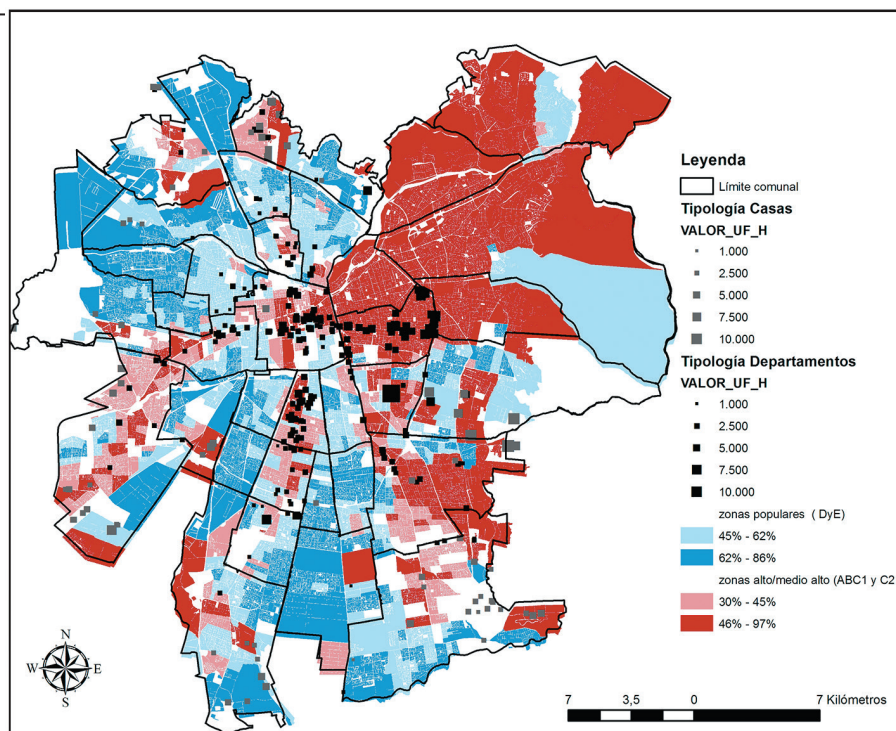 Leyenda
Límite comunal
Tipología Casas
VALOR_UF_H
1.000
2.500
5.000
7.500
10.000
Tipología Departamentos
VALOR_UF_H
1.000
2.500
5.000
7.500
10.000
zonas populares ( DyE)
45% - 62%
62% - 86%
zonas alto/medio alto (ABC1 y C2
30% - 45%
46% - 97%
N
W E
S
7 3,5 0 7 Kilómetros